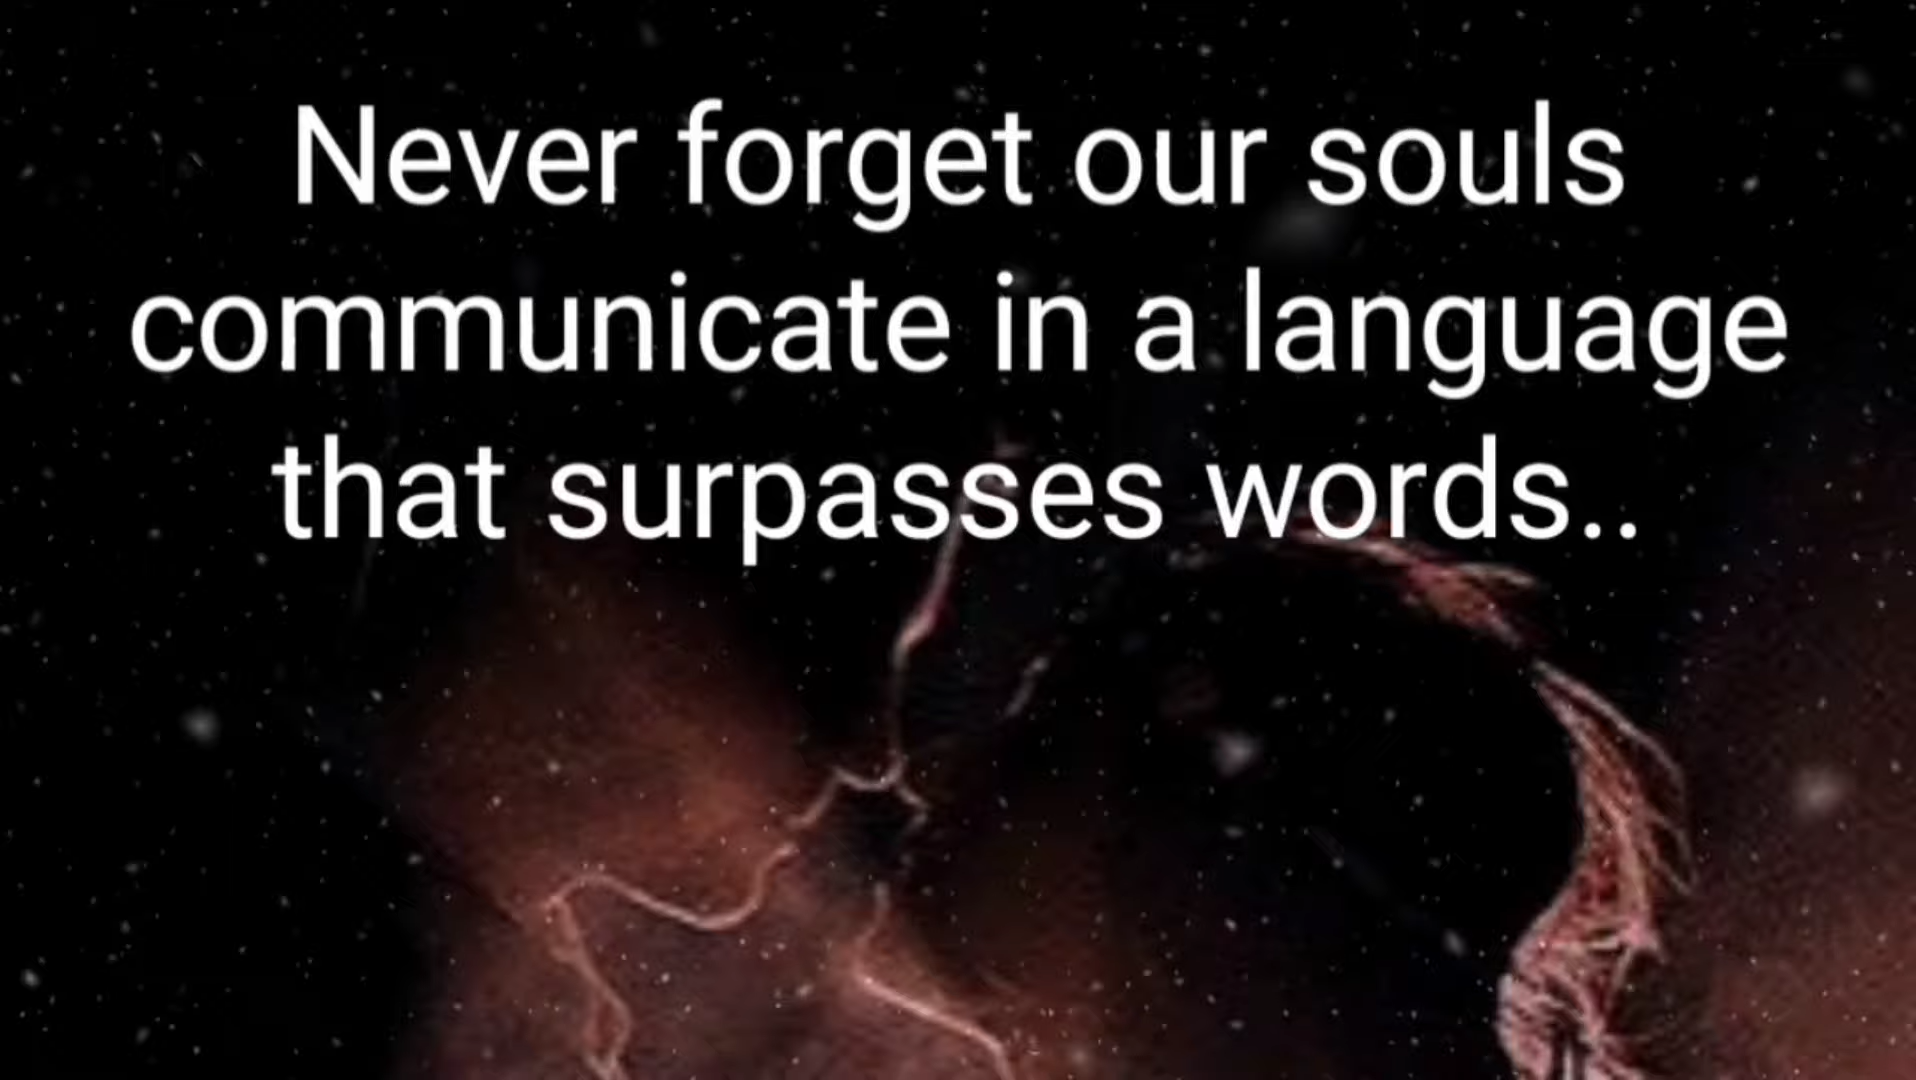 Never forget our souls
communicate in a language
that surpasses words..